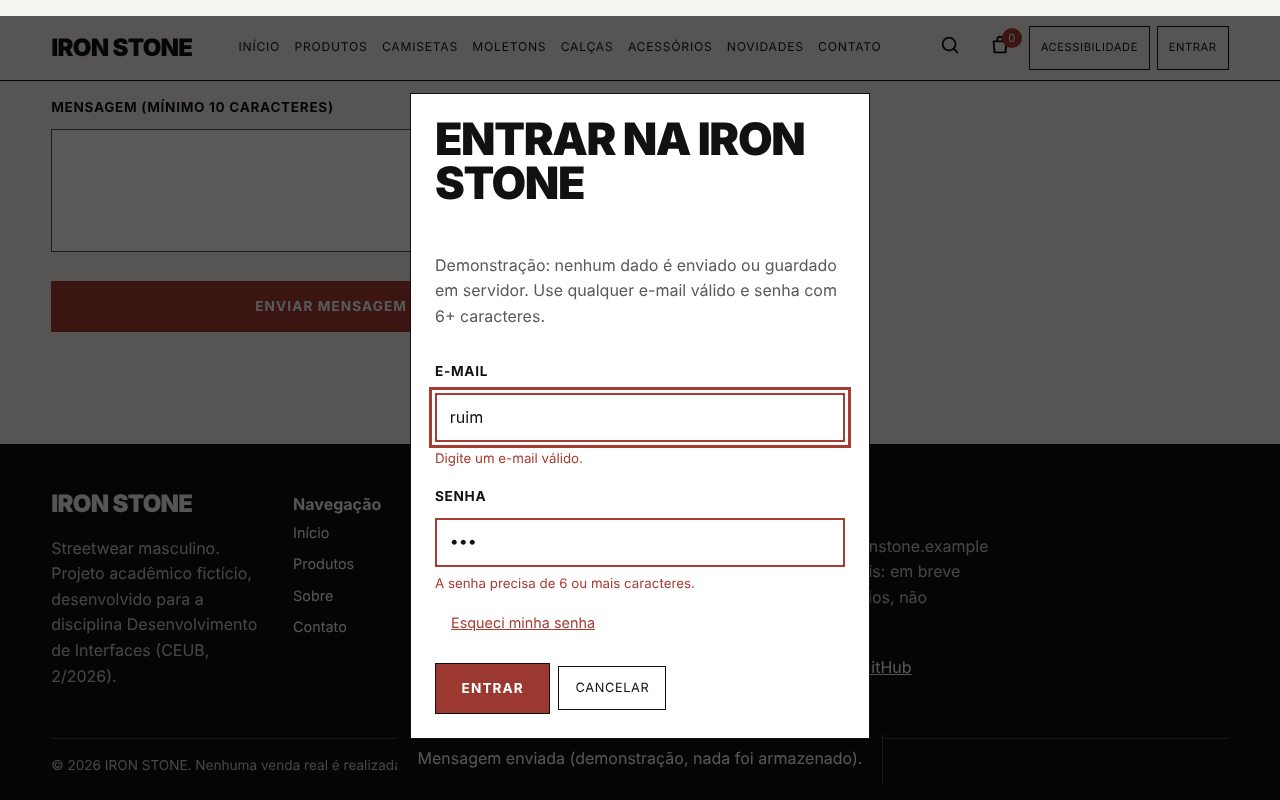 IRON STONE
INÍCIO PRODUTOS CAMISETAS MOLETONS CALÇAS ACESSÓRIOS NOVIDADES CONTATO
0
ACESSIBILIDADE
ENTRAR
MENSAGEM (MÍNIMO 10 CARACTERES)
ENVIAR MENSAGEM
ENTRAR NA IRON
STONE
Demonstração: nenhum dado é enviado ou guardado
em servidor. Use qualquer e-mail válido e senha com
6+ caracteres.
E-MAIL
ruim
Digite um e-mail válido.
SENHA
•••
A senha precisa de 6 ou mais caracteres.
Esqueci minha senha
ENTRAR
CANCELAR
IRON STONE
Streetwear masculino.
Projeto acadêmico fictício,
desenvolvido para a
disciplina Desenvolvimento
de Interfaces (CEUB,
2/2026).
Navegação
Início
Produtos
Sobre
Contato
nstone.example
is: em breve
ios, não
itHub
© 2026 IRON STONE. Nenhuma venda real é realizada
Mensagem enviada (demonstração, nada foi armazenado).